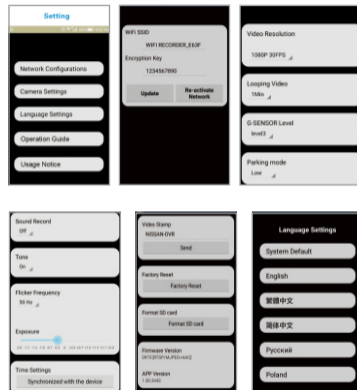 Setting
Network Configurations
Camera Settings
Language Settings
Operation Guide
Usage Notice
WiFi SSID
WIFI RECORDER_E63F
Encryption Key
1234567890
Update
Re-activate
Network
Video Resolution
1080P 30FPS
Looping Video
1Min
G-SENSOR Level
level3
Parking mode
Low
Sound Record
Off
Tone
On
Flicker Frequency
50 Hz
Exposure
Time Settings
Synchronized with the device
Video Stamp
NISSAN-DVR
Send
Factory Reset
Factory Reset
Format SD card
Format SD card
Firmware Version
APP Version
Language Settings
System Default
English
繁體中文
简体中文
Русский
Poland